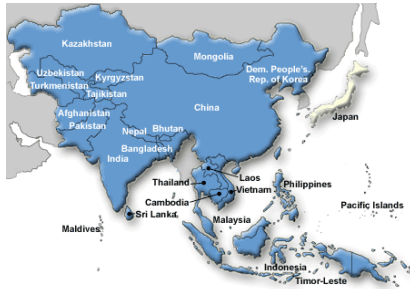 Kazakhstan
Mongolia
Uzbekistan
Kyrgyzstan
Dem. People's
Rep. of Korea
Turkmenistan
Tajikistan
China
Afghanistan
Japan
Pakistan
Nepal
Bhutan
Bangladesh
India
Laos
Thailand
Vietnam
Philippines
Cambodia
Pacific Islands
Sri Lanka
Malaysia
Maldives
Indonesia
Timor-Leste